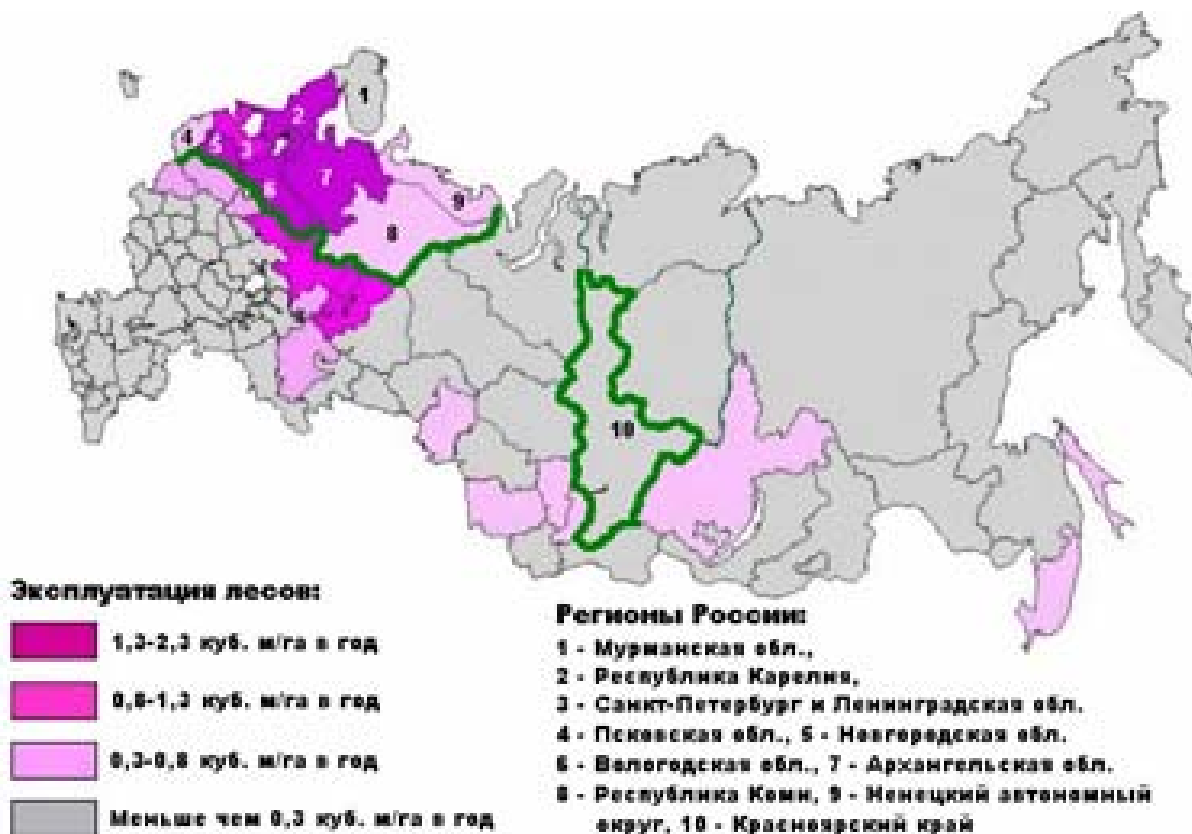 1
2
4
5
3
7
6
9
8
10
Эксплуатация лесов:
1,3-2,3 куб. м/га в год
0,8-1,3 куб. м/га в год
0,3-0,8 куб. м/га в год
Меньше чем 0,3 куб. м/га в год
Регионы России:
1 - Мурманская обл.,
2 - Республика Карелия,
3 - Санкт-Петербург и Ленинградская обл.
4 - Псковская обл., 5 - Новгородская обл.
6 - Вологодская обл., 7 - Архангельская обл.
8 - Республика Коми, 9 - Ненецкий автономный
округ, 10 - Красноярский край